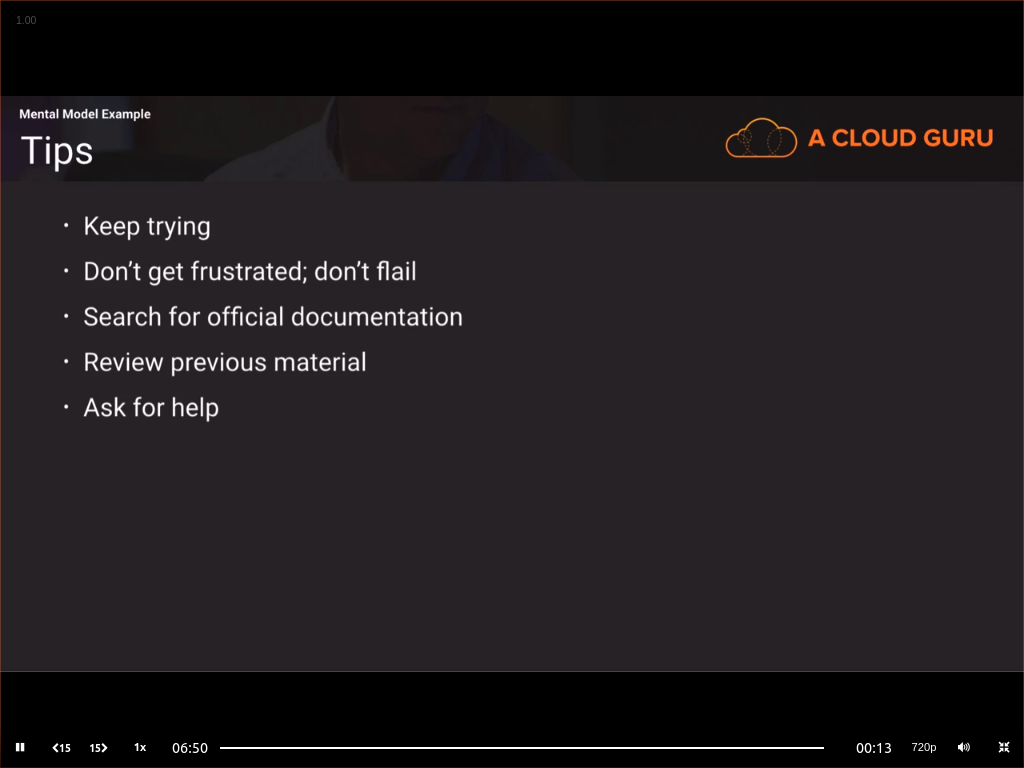 1.00
Mental Model Example
Tips
A CLOUD GURU
· Keep trying
· Don’t get frustrated; don’t flail
· Search for official documentation
· Review previous material
· Ask for help
15 15 1x 06:50 00:13 720p